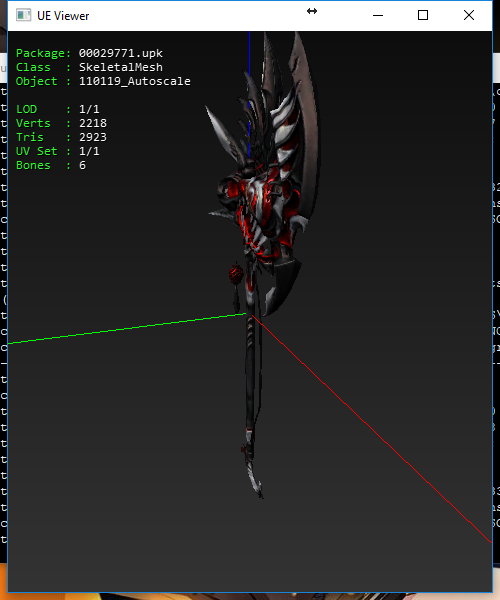 UE Viewer
Package: 00029771.upk
Class : SkeletalMesh
Object : 110119_Autoscale
LOD : 1/1
Verts : 2218
Tris : 2923
UV Set : 1/1
Bones : 6